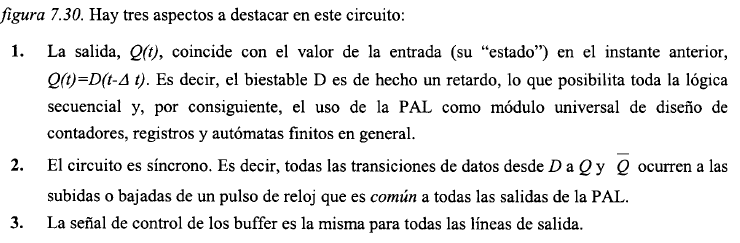 figura 7.30. Hay tres aspectos a destacar en este circuito:
1. La salida, Q(t), coincide con el valor de la entrada (su “estado”) en el instante anterior,
Q(t)=D(t-Δ t). Es decir, el biestable D es de hecho un retardo, lo que posibilita toda la lógica
secuencial y, por consiguiente, el uso de la PAL como módulo universal de diseño de
contadores, registros y autómatas finitos en general.
2. El circuito es síncrono. Es decir, todas las transiciones de datos desde D a Q y Q̅ ocurren a las
subidas o bajadas de un pulso de reloj que es común a todas las salidas de la PAL.
3. La señal de control de los buffer es la misma para todas las líneas de salida.